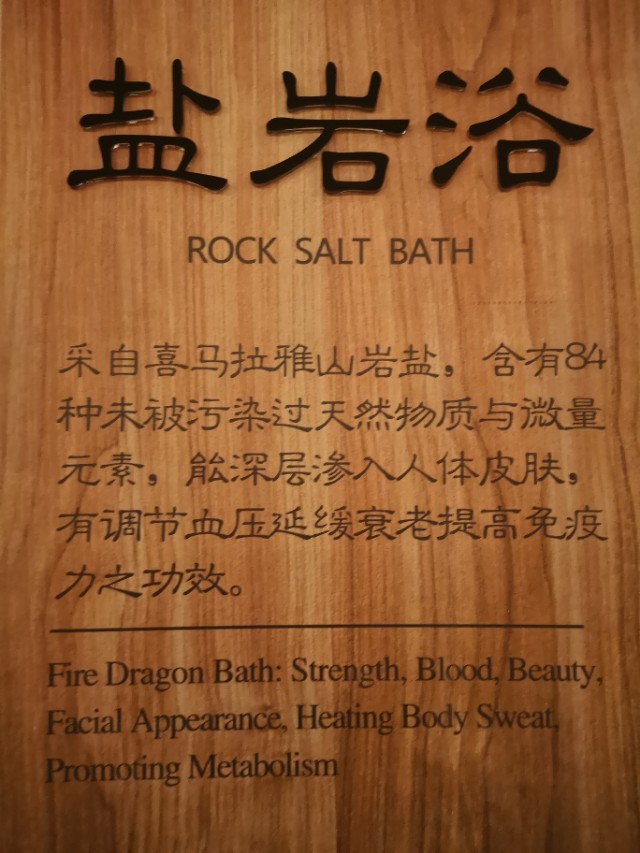 盐岩浴
ROCK SALT BATH
采自喜马拉雅山岩盐，含有84
种未被污染过天然物质与微量
元素，能深层渗入人体皮肤，
有调节血压延缓衰老提高免疫
力之功效。
Fire Dragon Bath: Strength, Blood, Beauty,
Facial Appearance, Heating Body Sweat,
Promoting Metabolism